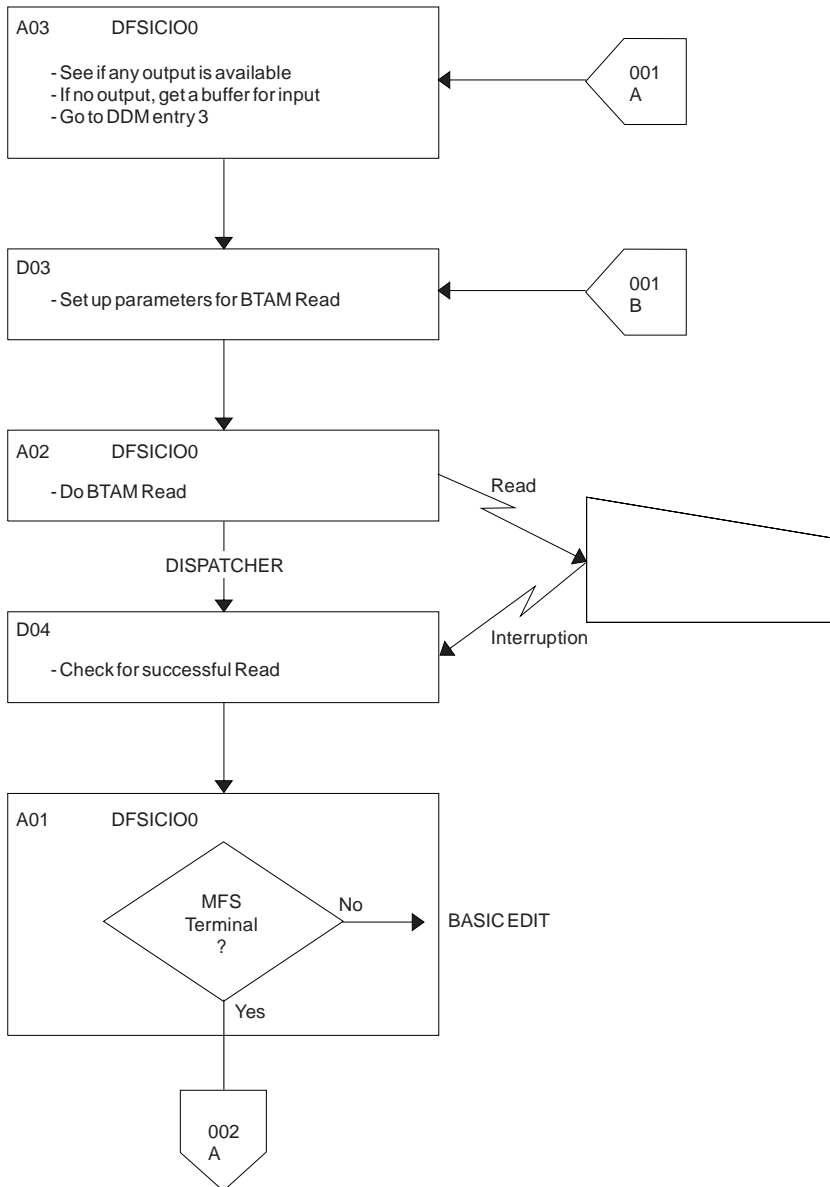 A03 DFSICIO0
- See if any output is available
- If no output, get a buffer for input
- Go to DDM entry 3
001
A
D03
- Set up parameters for BTAM Read
001
B
A02 DFSICIO0
- Do BTAM Read
Read
DISPATCHER
D04
- Check for successful Read
Interruption
A01 DFSICIO0
MFS
Terminal
?
No
BASIC EDIT
Yes
002
A